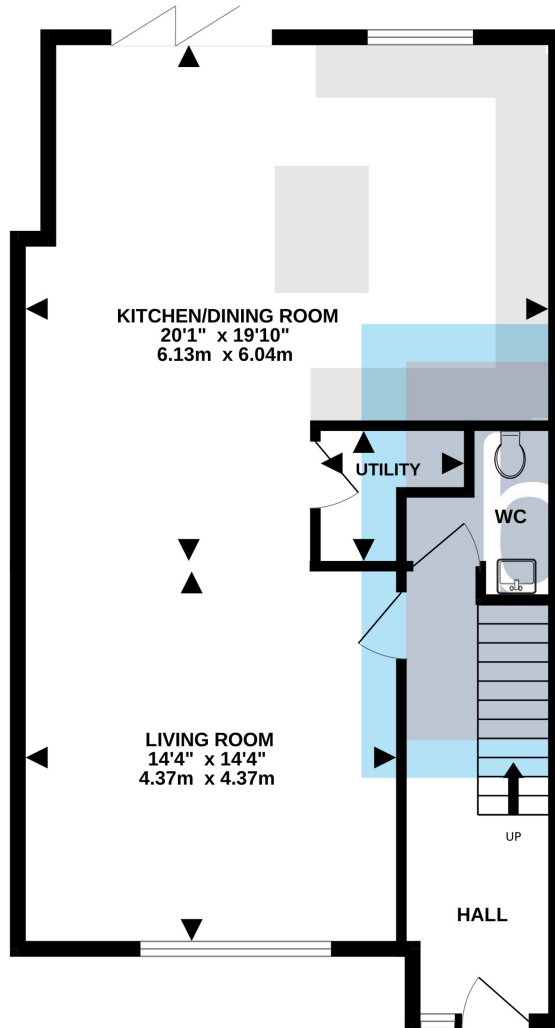 KITCHEN/DINING ROOM
20'1" x 19'10"
6.13m x 6.04m
UTILITY
WC
LIVING ROOM
14'4" x 14'4"
4.37m x 4.37m
UP
HALL